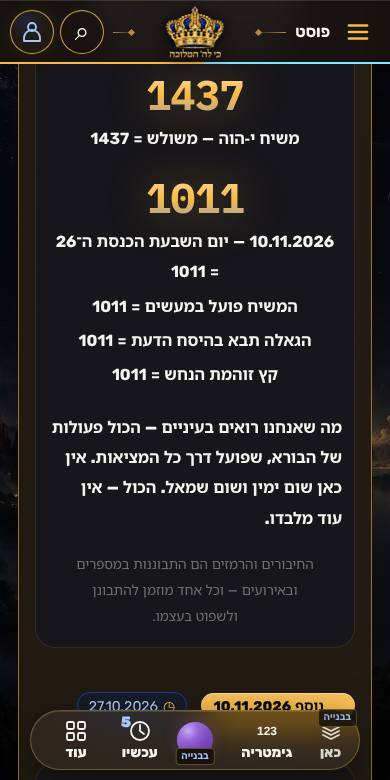 פוסט
כי לה' המלוכה
1437
משיח י-הוה – משולש = 1437
1011
10.11.2026 – יום השבעת הכנסת ה־26
= 1011
המשיח פועל במעשים = 1011
הגאלה תבא בהיסח הדעת = 1011
קץ זוהמת הנחש = 1011
מה שאנחנו רואים בעיניים – הכול פעולות
של הבורא, שפועל דרך כל המציאות. אין
כאן שום ימין ושום שמאל. הכול – אין
עוד מלבדו.
החיבורים והרמזים הם התבוננות במספרים
ובאירועים – וכל אחד מוזמן להתבונן
ולשפוט בעצמו.
נוסף 10.11.2026
27.10.2026
בבנייה
כאן
123
גימטריה
בבנייה
5
עכשיו
עוד